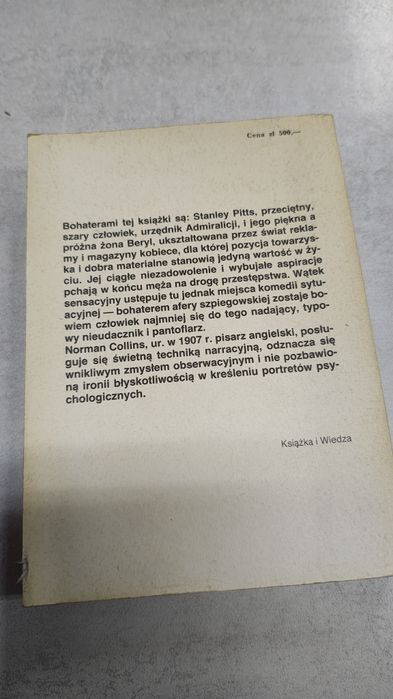 Cena zł 500,—
Bohaterami tej książki są: Stanley Pitts, przeciętny,
szary człowiek, urzędnik Admiralicji, i jego piękna a
próżna żona Beryl, ukształtowana przez świat rekla-
my i magazyny kobiece, dla której pozycja towarzys-
ka i dobra materialne stanowią jedyną wartość w ży-
ciu. Jej ciągłe niezadowolenie i wybujałe aspiracje
pchają w końcu męża na drogę przestępstwa. Wątek
sensacyjny ustępuje tu jednak miejsca komedii sytu-
acyjnej — bohaterem afery szpiegowskiej zostaje bo-
wiem człowiek najmniej się do tego nadający, typo-
wy nieudacznik i pantoflarz.
Norman Collins, ur. w 1907 r. pisarz angielski, posłu-
guje się świetną techniką narracyjną, odznacza się
wnikliwym zmysłem obserwacyjnym i nie pozbawio-
ną ironii błyskotliwością w kreśleniu portretów psy-
chologicznych.
Książka i Wiedza